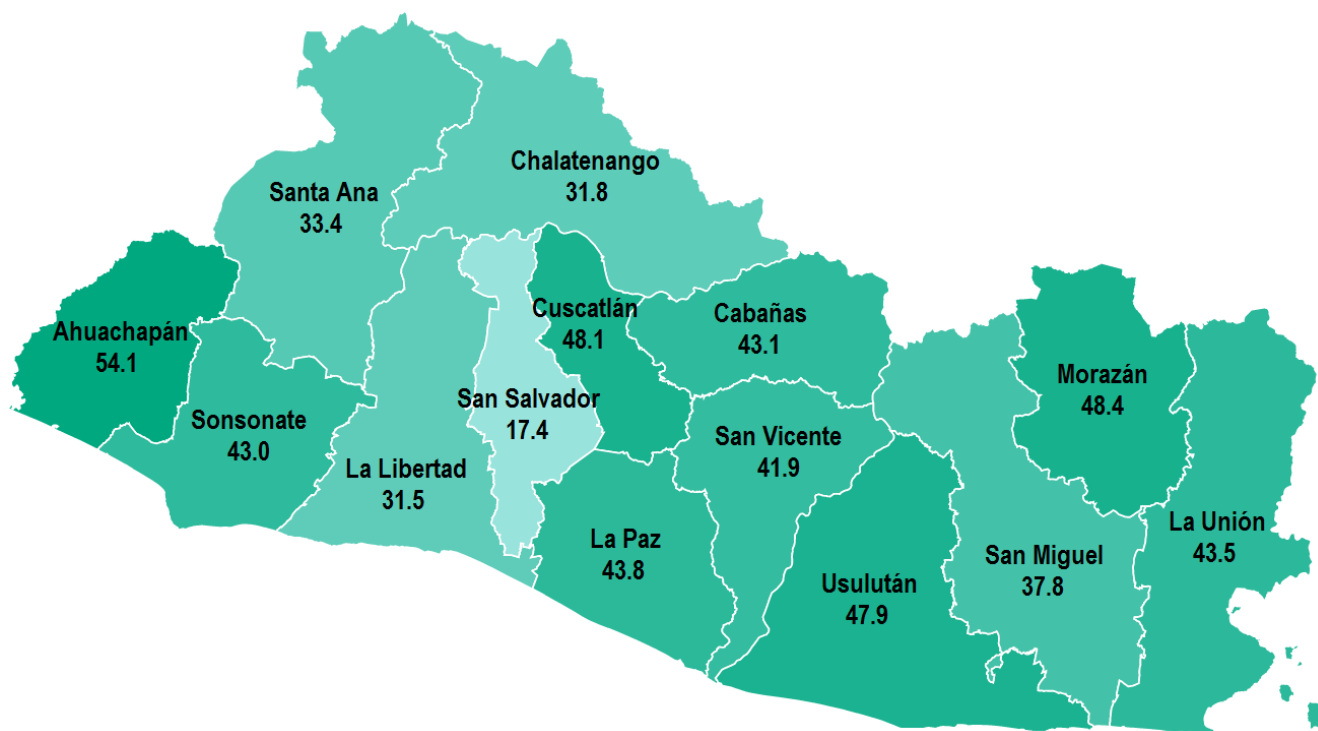 Chalatenango
31.8
Santa Ana
33.4
Ahuachapán
54.1
Cuscatlán
48.1
Cabañas
43.1
Morazán
48.4
San Salvador
17.4
Sonsonate
43.0
San Vicente
41.9
La Libertad
31.5
La Unión
43.5
La Paz
43.8
San Miguel
37.8
Usulután
47.9